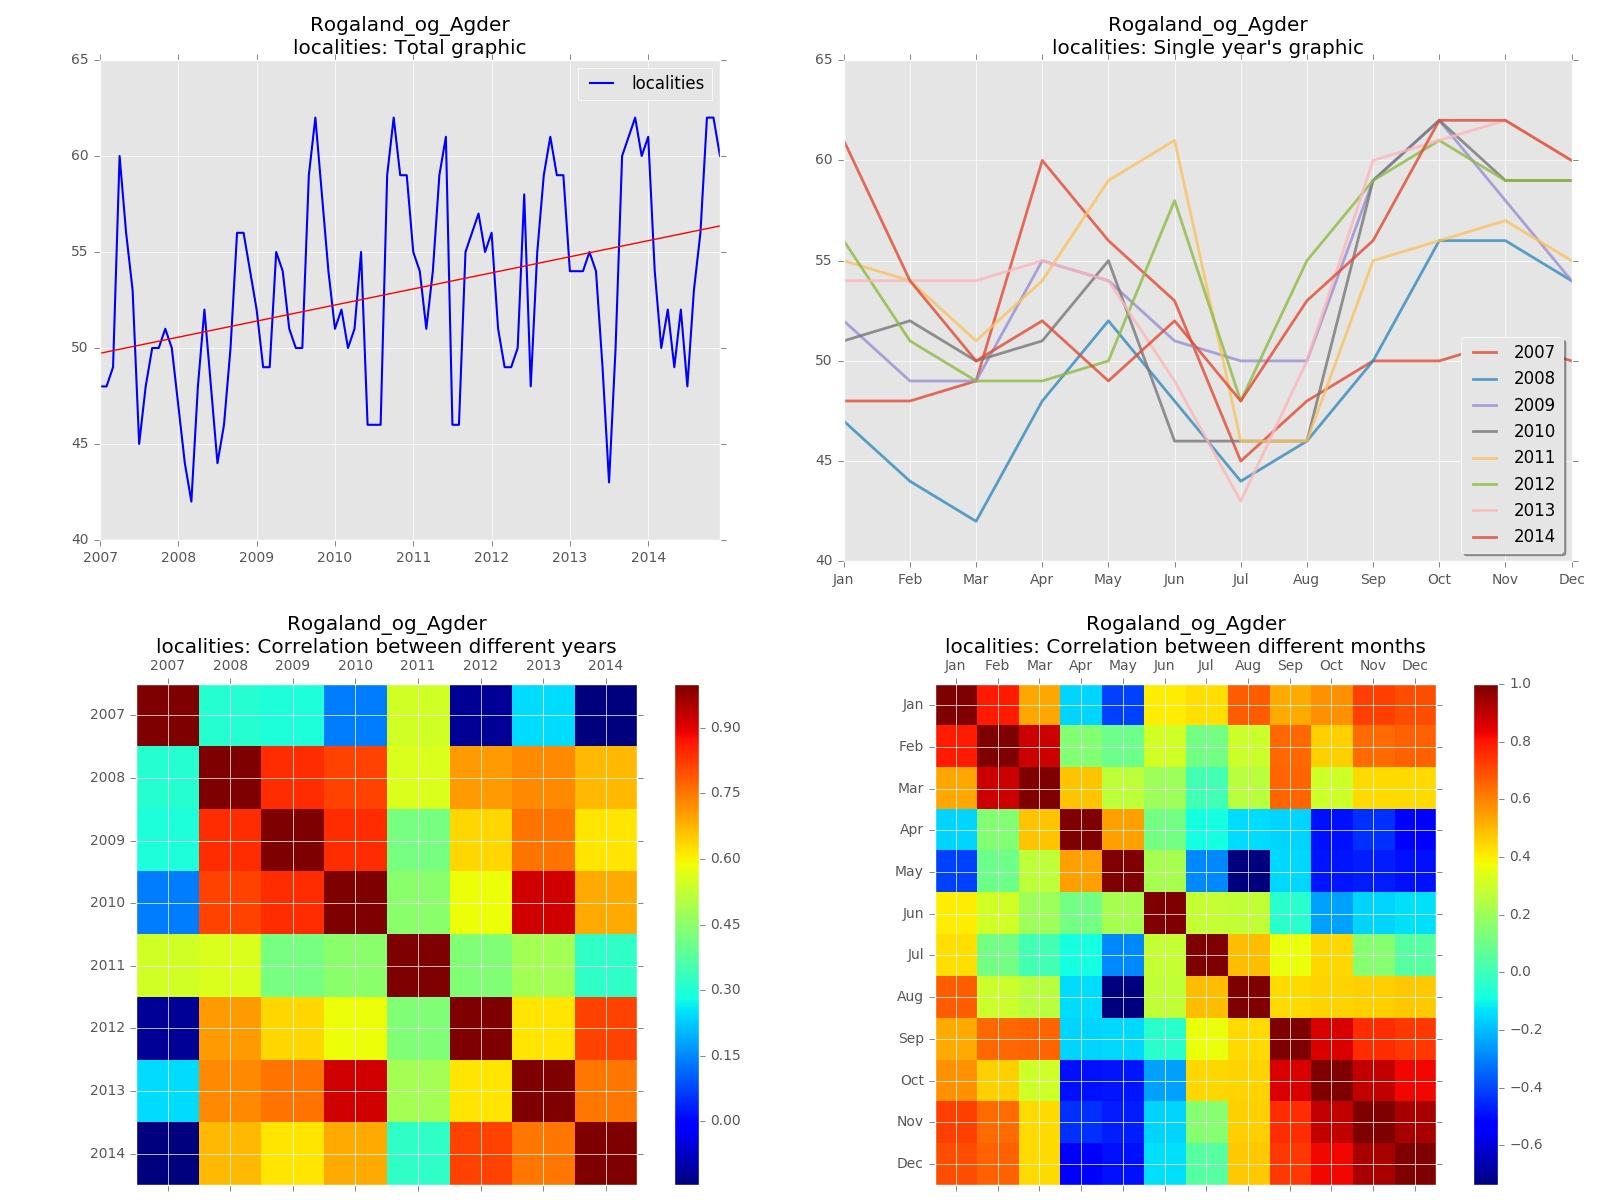 Rogaland_og_Agder
localities: Total graphic
65
60
55
50
45
40
2007 2008 2009 2010 2011 2012 2013 2014
localities
Rogaland_og_Agder
localities: Single year's graphic
65
60
55
50
45
40
Jan Feb Mar Apr May Jun Jul Aug Sep Oct Nov Dec
2007
2008
2009
2010
2011
2012
2013
2014
Rogaland_og_Agder
localities: Correlation between different years
2007 2008 2009 2010 2011 2012 2013 2014
2007
2008
2009
2010
2011
2012
2013
2014
0.90
0.75
0.60
0.45
0.30
0.15
0.00
Rogaland_og_Agder
localities: Correlation between different months
Jan Feb Mar Apr May Jun Jul Aug Sep Oct Nov Dec
Jan
Feb
Mar
Apr
May
Jun
Jul
Aug
Sep
Oct
Nov
Dec
1.0
0.8
0.6
0.4
0.2
0.0
−0.2
−0.4
−0.6